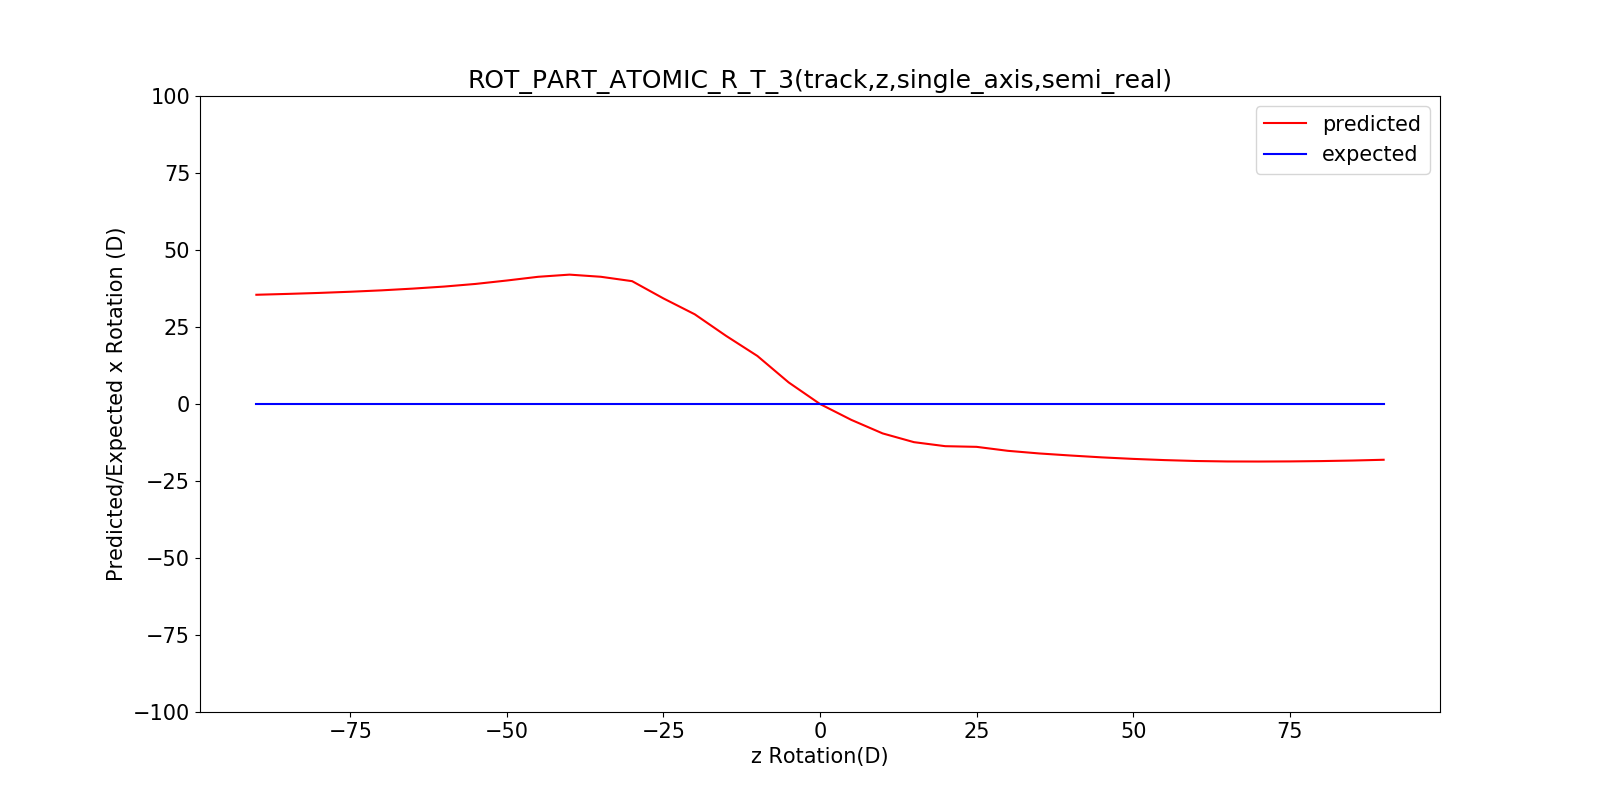 ROT_PART_ATOMIC_R_T_3(track,z,single_axis,semi_real)
predicted
expected
Predicted/Expected x Rotation (D)
100
75
50
25
0
−25
−50
−75
−100
−75 −50 −25 0 25 50 75
z Rotation(D)